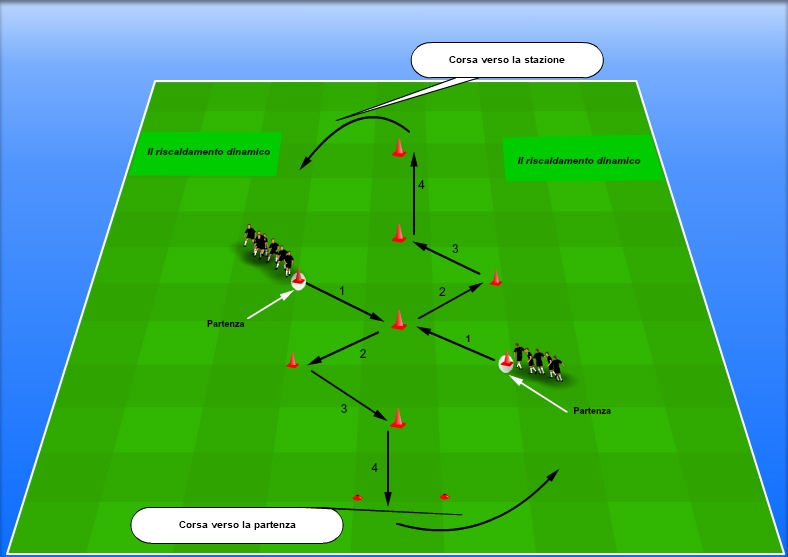 Corsa verso la stazione
Il riscaldamento dinamico
Il riscaldamento dinamico
4
3
1
2
Partenza
1
2
3
Partenza
4
Corsa verso la partenza